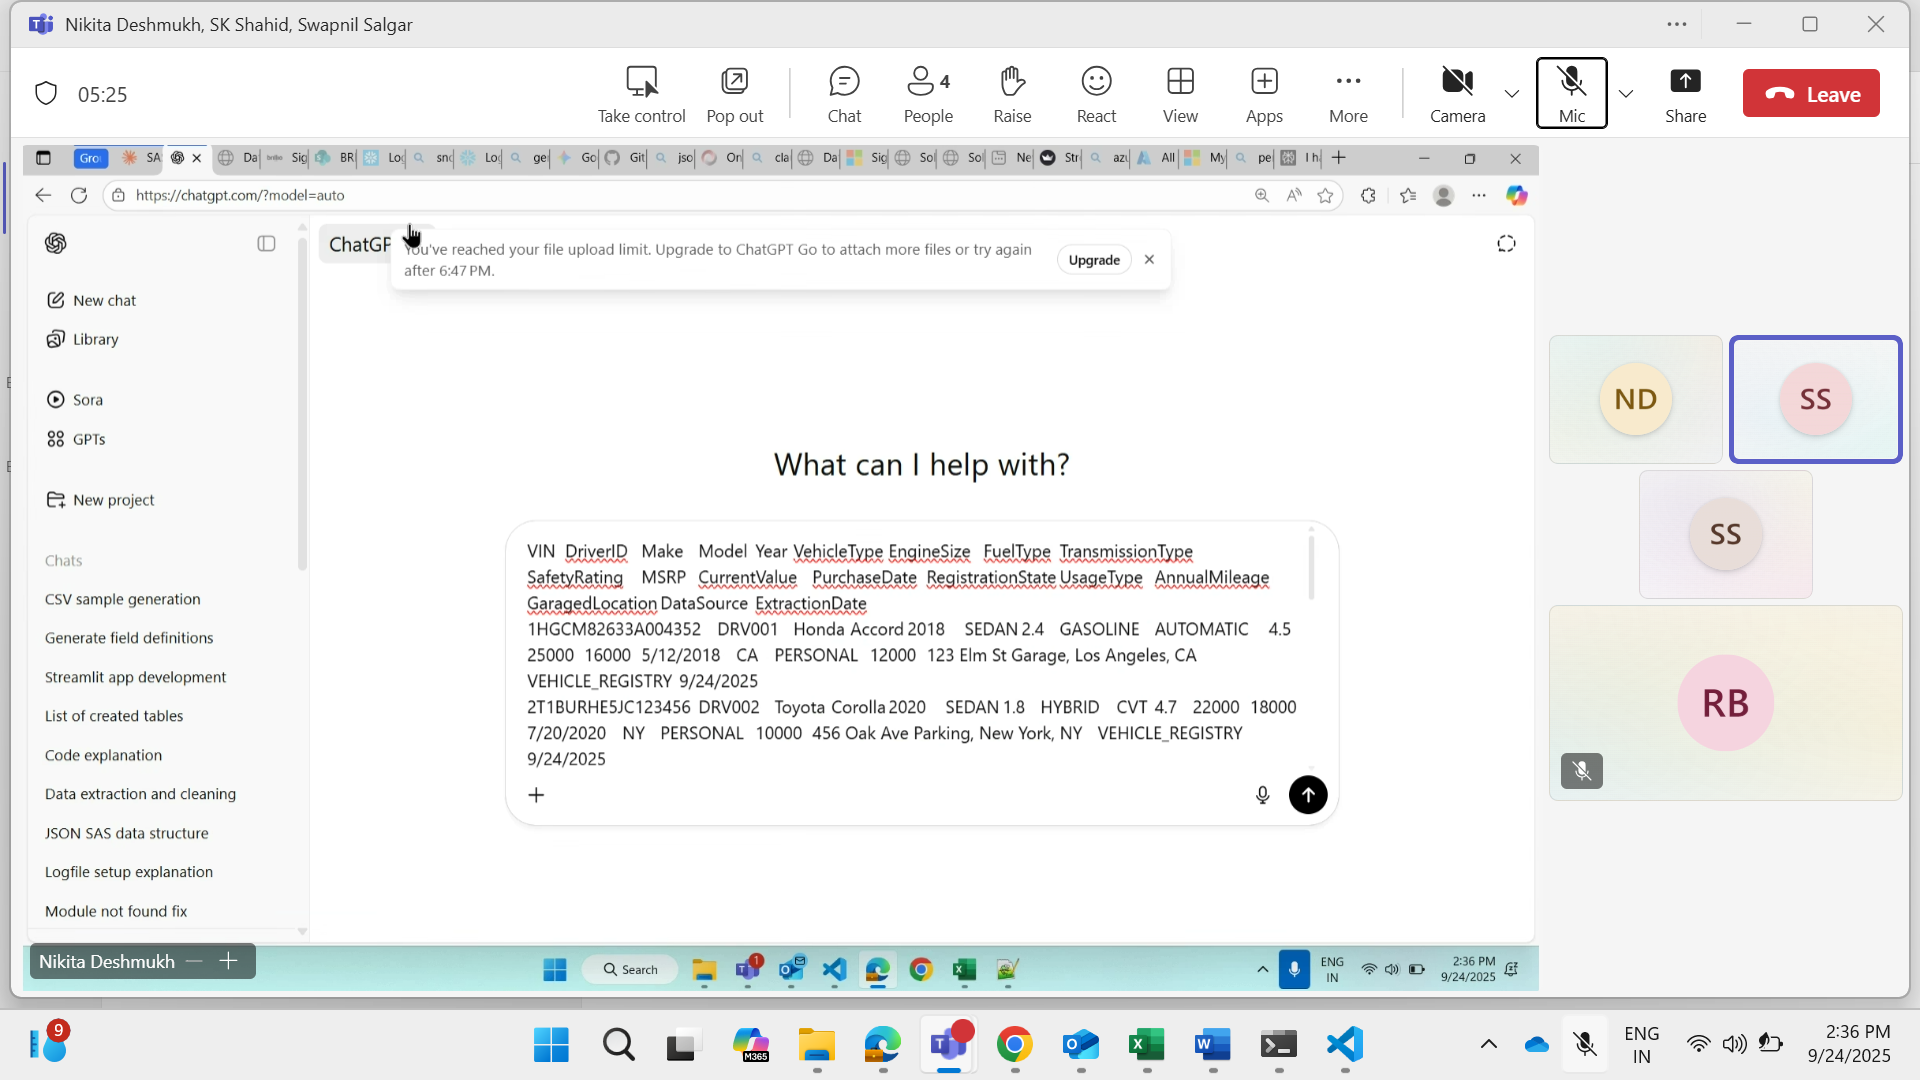 Nikita Deshmukh, SK Shahid, Swapnil Salgar
05:25
Take control
Pop out
Chat
4
People
Raise
React
View
Apps
More
Camera
Mic
Share
Leave
Gro
SA
Da
Sig
BR
Lo
sn
Lo
ge
Go
Git
jso
On
cla
Da
Sig
Sol
Sol
Ne
Str
azu
All
My
pe
I h
https://chatgpt.com/?model=auto
ChatGP
You've reached your file upload limit. Upgrade to ChatGPT Go to attach more files or try again
after 6:47 PM.
Upgrade
New chat
Library
Sora
GPTs
New project
Chats
CSV sample generation
Generate field definitions
Streamlit app development
List of created tables
Code explanation
Data extraction and cleaning
JSON SAS data structure
Logfile setup explanation
Module not found fix
What can I help with?
VIN DriverID Make Model Year VehicleType EngineSize FuelType TransmissionType
SafetyRating MSRP CurrentValue PurchaseDate RegistrationState UsageType AnnualMileage
GaragedLocation DataSource ExtractionDate
1HGCM82633A004352 DRV001 Honda Accord 2018 SEDAN 2.4 GASOLINE AUTOMATIC 4.5
25000 16000 5/12/2018 CA PERSONAL 12000 123 Elm St Garage, Los Angeles, CA
VEHICLE_REGISTRY 9/24/2025
2T1BURHE5JC123456 DRV002 Toyota Corolla 2020 SEDAN 1.8 HYBRID CVT 4.7 22000 18000
7/20/2020 NY PERSONAL 10000 456 Oak Ave Parking, New York, NY VEHICLE_REGISTRY
9/24/2025
ND
SS
SS
RB
Nikita Deshmukh
Search
1
ENG
IN
2:36 PM
9/24/2025
9
M365
ENG
IN
2:36 PM
9/24/2025